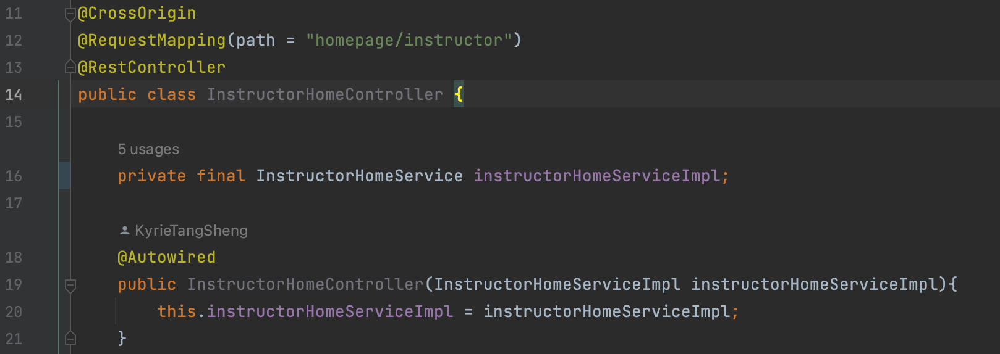 11 @CrossOrigin
12 @RequestMapping(path = "homepage/instructor")
13 @RestController
14 public class InstructorHomeController {
15
5 usages
16 private final InstructorHomeService instructorHomeServiceImpl;
17
KyrieTangSheng
18 @Autowired
19 public InstructorHomeController(InstructorHomeServiceImpl instructorHomeServiceImpl){
20 this.instructorHomeServiceImpl = instructorHomeServiceImpl;
21 }